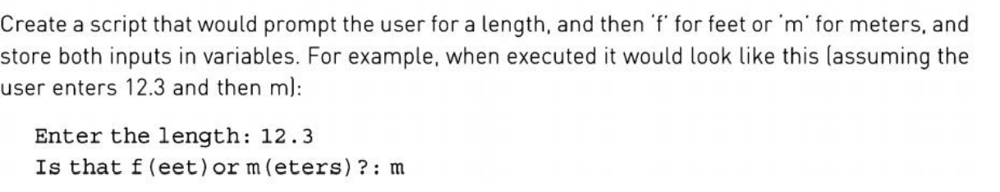 Create a script that would prompt the user for a length, and then 'f' for feet or 'm' for meters, and
store both inputs in variables. For example, when executed it would look like this (assuming the
user enters 12.3 and then m):
Enter the length: 12.3
Is that f(eet)or m(eters)?: m